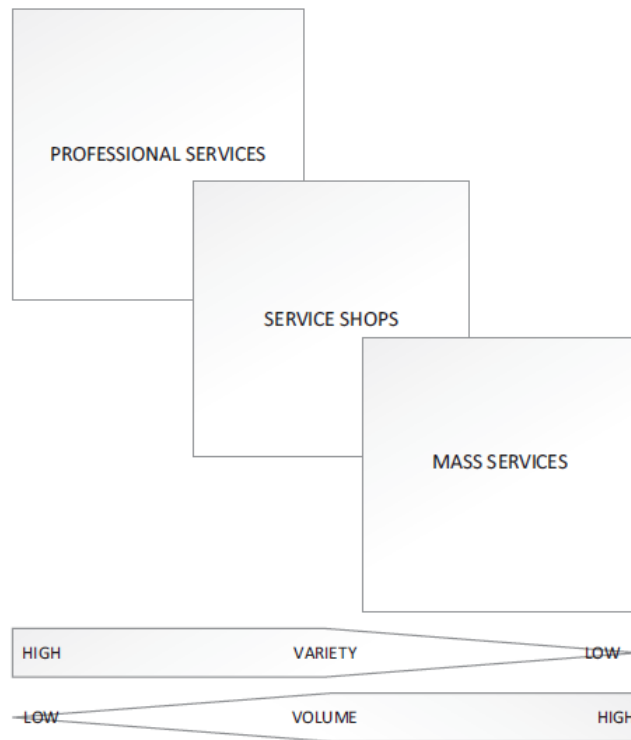 PROFESSIONAL SERVICES
SERVICE SHOPS
MASS SERVICES
HIGH VARIETY LOW
LOW VOLUME HIGH